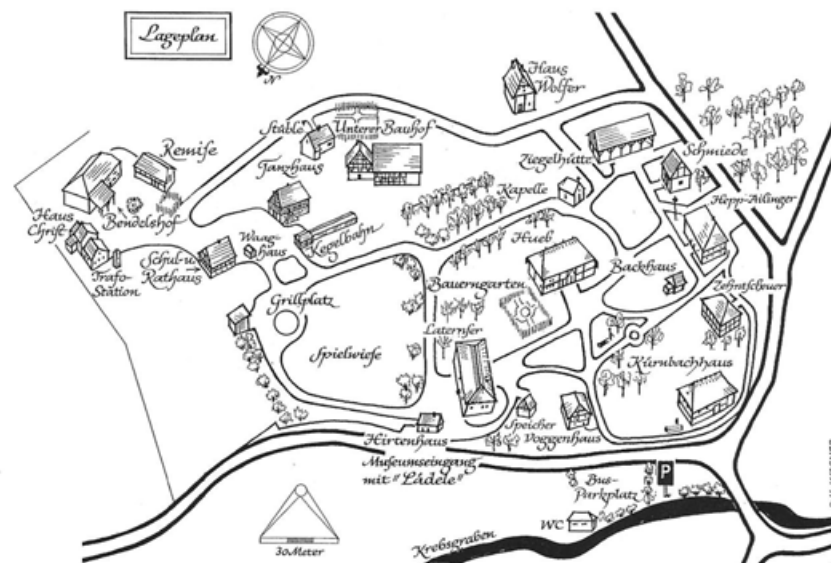 Lageplan
N
Haus
Wolfer
Stüble
Unterer Bauhof
Remise
Tanzhaus
Ziegelhütte
Schmiede
Kapelle
Hepp-Ailinger
Haus
Christ
Bendelshof
Kegelbahn
Waag-
haus
Hueb
Backhaus
Trafo-
Station
Schul-u.
Rathaus
Bauerngarten
Zehntscheuer
Grillplatz
Laternser
Spielwiese
Kürnbachhaus
Speicher
Voggenhaus
Hirtenhaus
Museumseingang
mit "Lädele"
P
Bus-
Parkplatz
WC
30 Meter
Krebsgraben